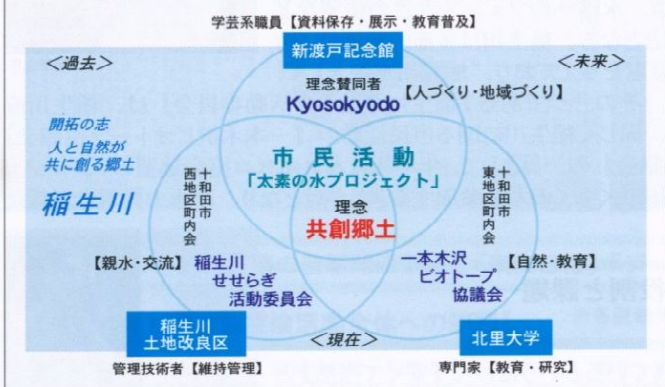 学芸系職員【資料保存・展示・教育普及】
新渡戸記念館
＜過去＞
＜未来＞
理念賛同者
Kyosokyodo
【人づくり・地域づくり】
開拓の志
人と自然が
共に創る郷土
稲生川
市民活動
「太素の水プロジェクト」
理念
共創郷土
十和田市
西地区町内会
十和田市
東地区町内会
【親水・交流】
稲生川
せせらぎ
活動委員会
一本木沢
ビオトープ
協議会
【自然・教育】
稲生川
土地改良区
＜現在＞
北里大学
管理技術者【維持管理】
専門家【教育・研究】